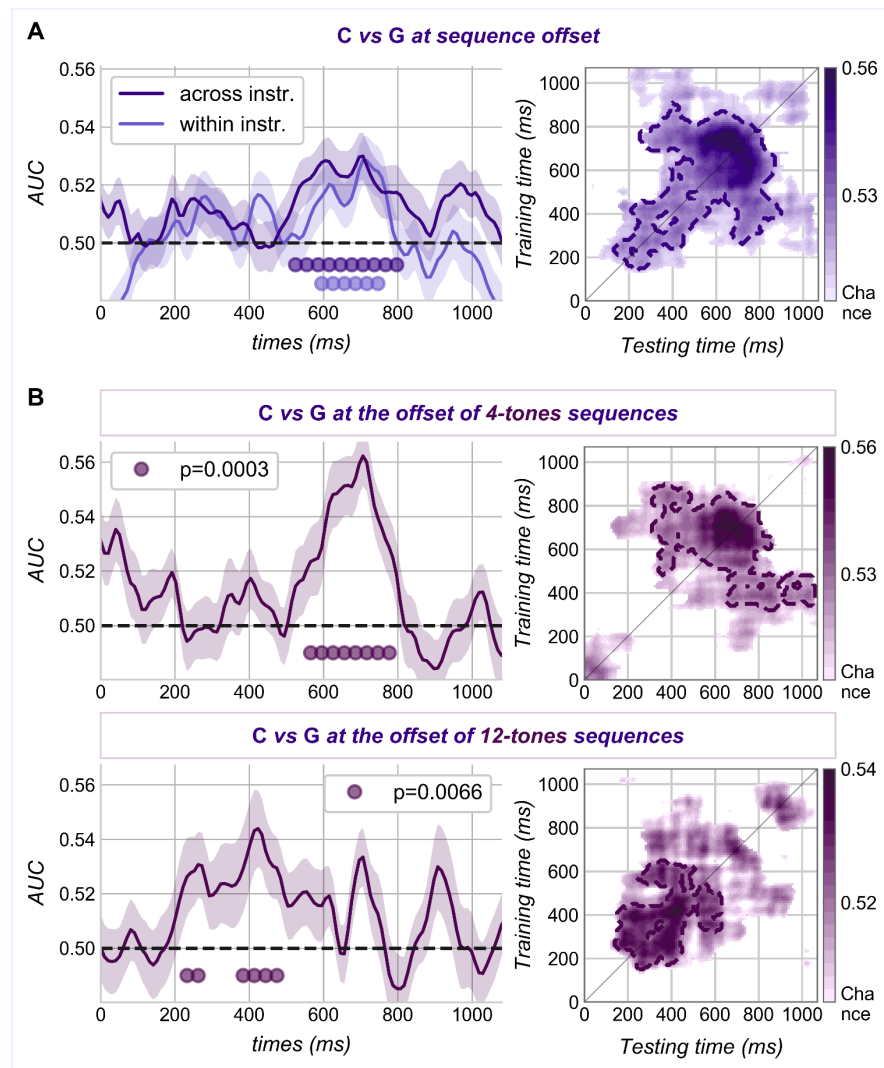 A
C vs G at sequence offset
0.56
0.54
0.52
0.50
AUC
across instr.
within instr.
0 200 400 600 800 1000
times (ms)
1000
800
600
400
200
0
Training time (ms)
0 200 400 600 800 1000
Testing time (ms)
0.56
0.53
Cha
nce
B
C vs G at the offset of 4-tones sequences
0.56
0.54
0.52
0.50
AUC
p=0.0003
0 200 400 600 800 1000
1000
800
600
400
200
0
Training time (ms)
0 200 400 600 800 1000
0.56
0.53
Cha
nce
C vs G at the offset of 12-tones sequences
0.56
0.54
0.52
0.50
AUC
p=0.0066
0 200 400 600 800 1000
times (ms)
1000
800
600
400
200
0
Training time (ms)
0 200 400 600 800 1000
Testing time (ms)
0.54
0.52
Cha
nce